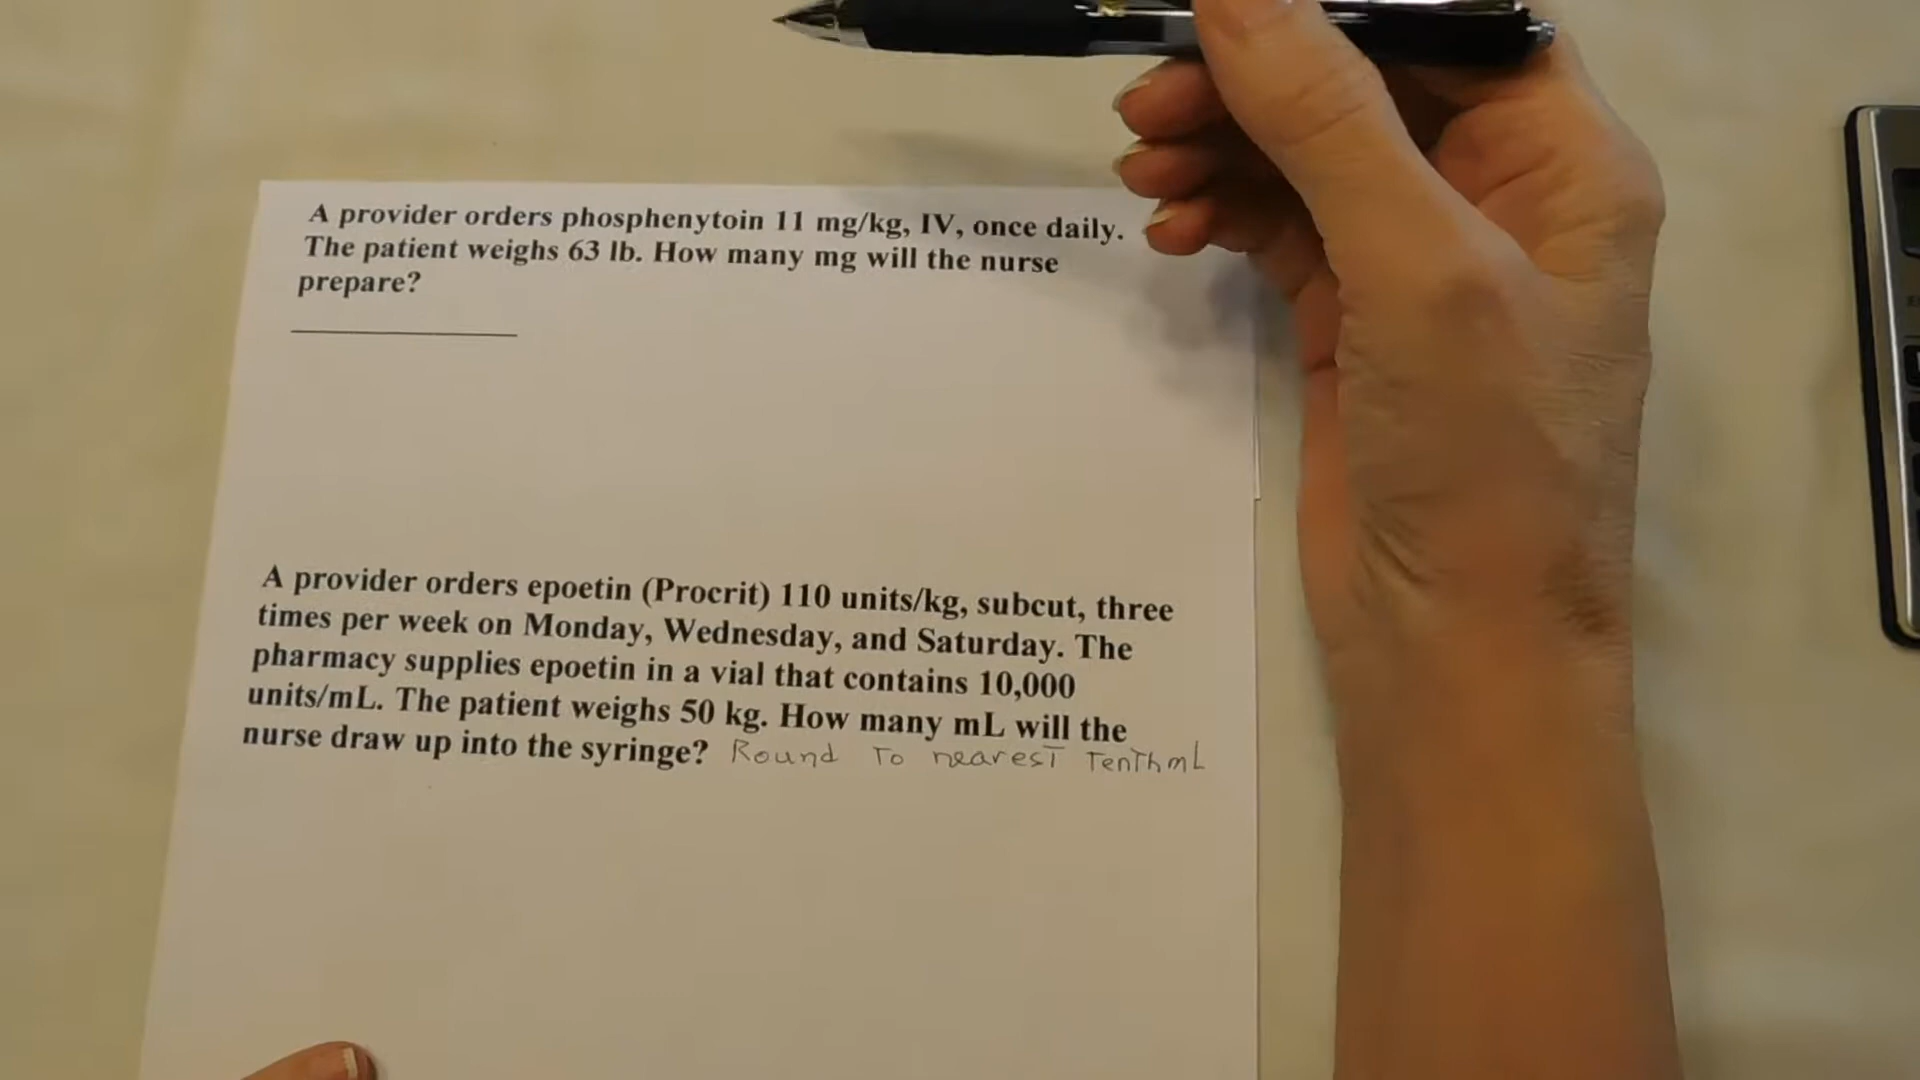 A provider orders phosphenytoin 11 mg/kg, IV, once daily.
The patient weighs 63 lb. How many mg will the nurse
prepare?
A provider orders epoetin (Procrit) 110 units/kg, subcut, three
times per week on Monday, Wednesday, and Saturday. The
pharmacy supplies epoetin in a vial that contains 10,000
units/mL. The patient weighs 50 kg. How many mL will the
nurse draw up into the syringe? Round To nearesT TenThmL